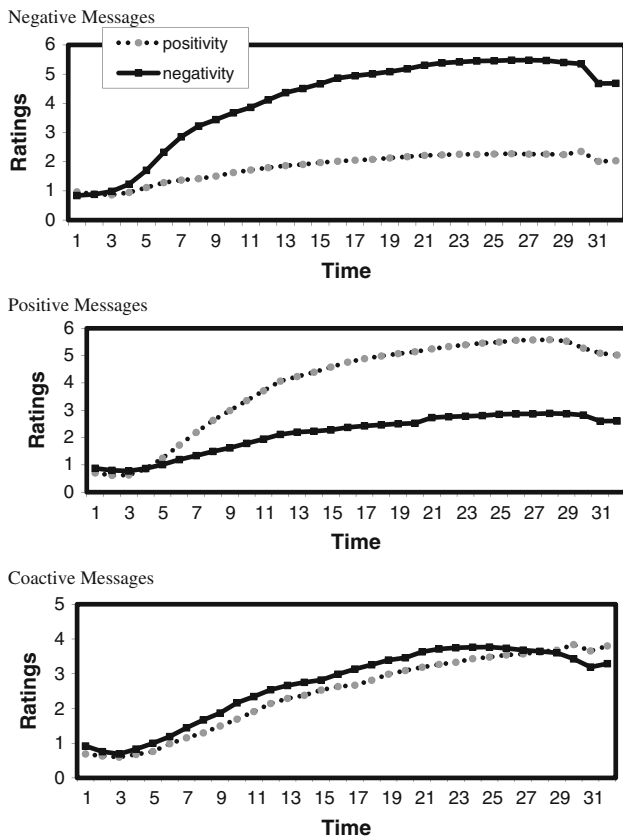 Negative Messages
positivity
negativity
Ratings
6
5
4
3
2
1
0
1 3 5 7 9 11 13 15 17 19 21 23 25 27 29 31
Time
Positive Messages
Ratings
6
5
4
3
2
1
0
1 3 5 7 9 11 13 15 17 19 21 23 25 27 29 31
Time
Coactive Messages
Ratings
5
4
3
2
1
0
1 3 5 7 9 11 13 15 17 19 21 23 25 27 29 31
Time